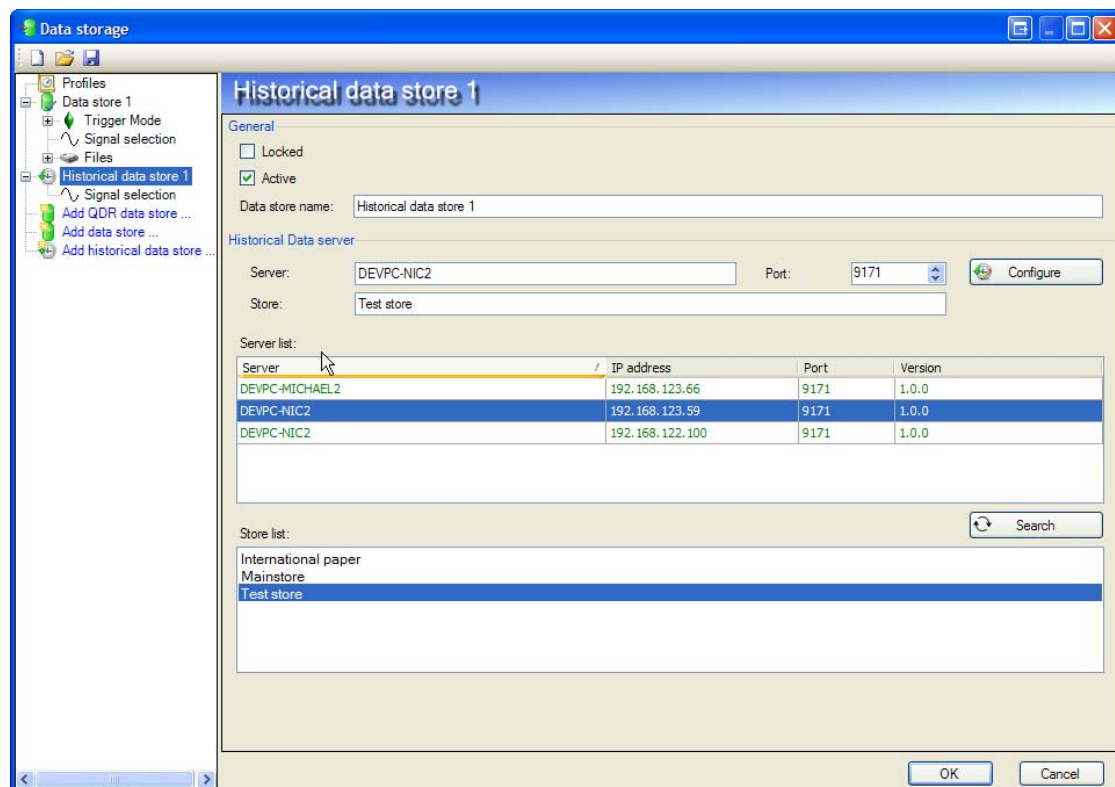 Data storage
Profiles
Data store 1
Trigger Mode
Signal selection
Files
Historical data store 1
Signal selection
Add QDR data store ...
Add data store ...
Add historical data store ...
Historical data store 1
General
Locked
Active
Data store name: Historical data store 1
Historical Data server
Server: DEVPC-NIC2 Port: 9171 Configure
Store: Test store
Server list:
Server / IP address Port Version
DEVPC-MICHAEL2 192.168.123.66 9171 1.0.0
DEVPC-NIC2 192.168.123.59 9171 1.0.0
DEVPC-NIC2 192.168.122.100 9171 1.0.0
Search
Store list:
International paper
Mainstore
Test store
OK Cancel